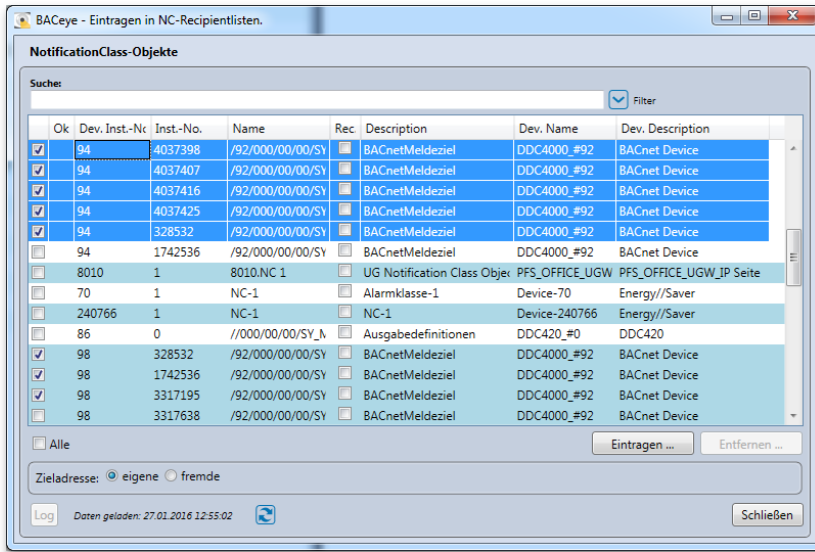 BACeye - Eintragen in NC-Recipientlisten.
NotificationClass-Objekte
Suche:
Filter
Ok Dev. Inst.-Nc Inst.-No. Name Rec Description Dev. Name Dev. Description
94 4037398 /92/000/00/00/SY BACnetMeldeziel DDC4000_#92 BACnet Device
94 4037407 /92/000/00/00/SY BACnetMeldeziel DDC4000_#92 BACnet Device
94 4037416 /92/000/00/00/SY BACnetMeldeziel DDC4000_#92 BACnet Device
94 4037425 /92/000/00/00/SY BACnetMeldeziel DDC4000_#92 BACnet Device
94 328532 /92/000/00/00/SY BACnetMeldeziel DDC4000_#92 BACnet Device
94 1742536 /92/000/00/00/SY BACnetMeldeziel DDC4000_#92 BACnet Device
8010 1 8010.NC 1 UG Notification Class Objec PFS_OFFICE_UGW PFS_OFFICE_UGW_IP Seite
70 1 NC-1 Alarmklasse-1 Device-70 Energy//Saver
240766 1 NC-1 NC-1 Device-240766 Energy//Saver
86 0 //000/00/00/SY_M Ausgabedefinitionen DDC420_#0 DDC420
98 328532 /92/000/00/00/SY BACnetMeldeziel DDC4000_#92 BACnet Device
98 1742536 /92/000/00/00/SY BACnetMeldeziel DDC4000_#92 BACnet Device
98 3317195 /92/000/00/00/SY BACnetMeldeziel DDC4000_#92 BACnet Device
98 3317638 /92/000/00/00/SY BACnetMeldeziel DDC4000_#92 BACnet Device
Alle Eintragen ... Entfernen ...
Zieladresse: eigene fremde
Log Daten geladen: 27.01.2016 12:55:02 Schließen